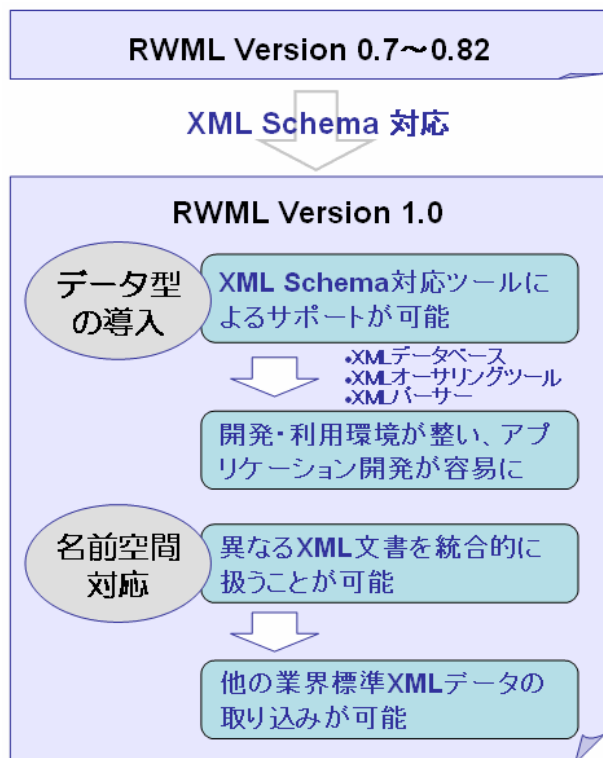 RWML Version 0.7～0.82
XML Schema 対応
RWML Version 1.0
データ型
の導入
XML Schema対応ツールに
よるサポートが可能
•XMLデータベース
•XMLオーサリングツール
•XMLパーサー
開発・利用環境が整い、アプ
リケーション開発が容易に
名前空間
対応
異なるXML文書を統合的に
扱うことが可能
他の業界標準XMLデータの
取り込みが可能